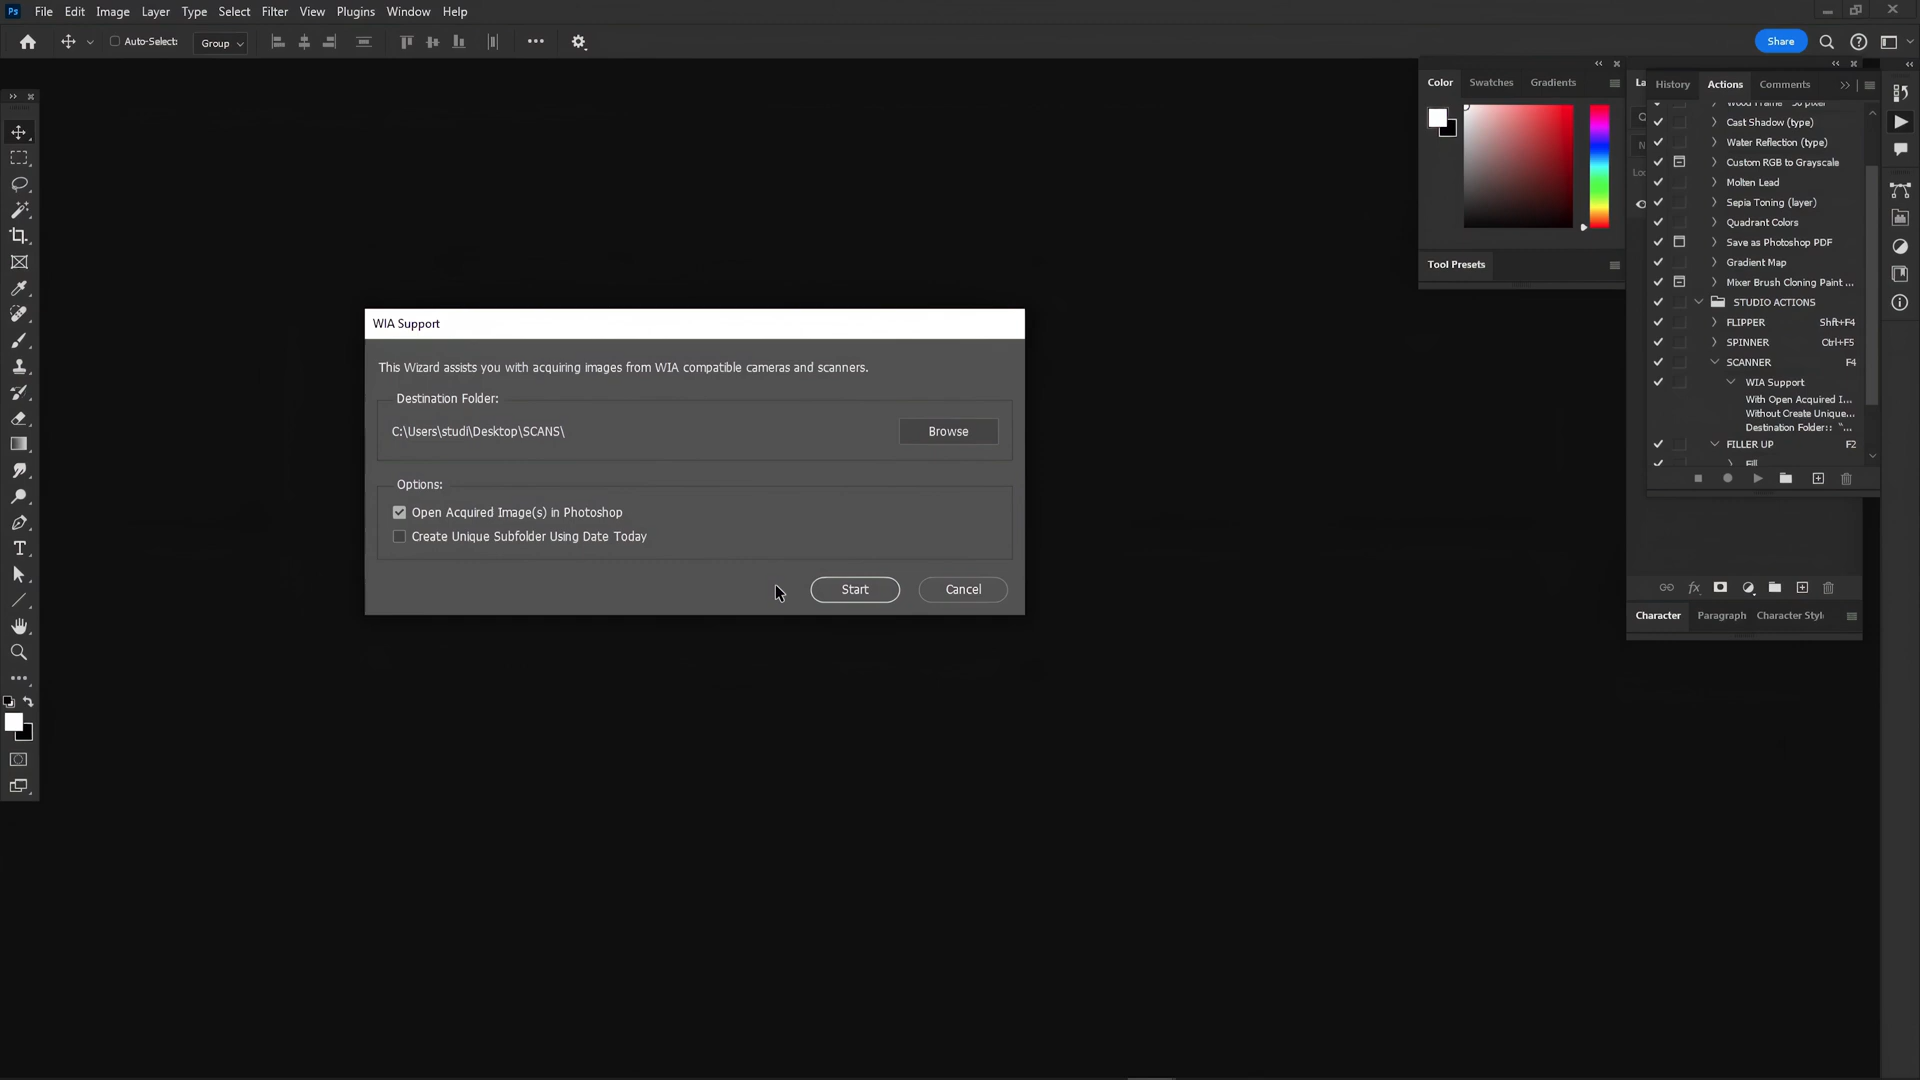 Ps File Edit Image Layer Type Select Filter View Plugins Window Help
Auto-Select: Group Share
Color Swatches Gradients
History Actions Comments
Cast Shadow (type)
Water Reflection (type)
Custom RGB to Grayscale
Molten Lead
Sepia Toning (layer)
Quadrant Colors
Save as Photoshop PDF
Gradient Map
Mixer Brush Cloning Paint ...
STUDIO ACTIONS
FLIPPER Shft+F4
SPINNER Ctrl+F5
SCANNER F4
WIA Support
With Open Acquired I...
Without Create Unique...
Destination Folder:: "...
FILLER UP F2
Fill
Tool Presets
WIA Support
This Wizard assists you with acquiring images from WIA compatible cameras and scanners.
Destination Folder:
C:\Users\studi\Desktop\SCANS\
Browse
Options:
Open Acquired Image(s) in Photoshop
Create Unique Subfolder Using Date Today
Start Cancel
fx
Character Paragraph Character Styl